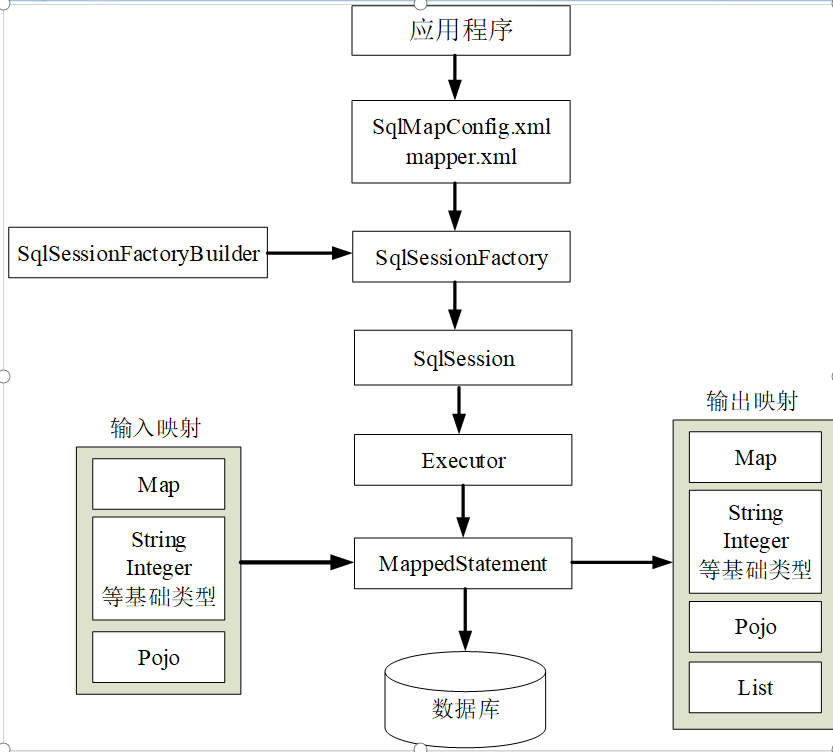 应用程序
SqlMapConfig.xml
mapper.xml
SqlSessionFactoryBuilder
SqlSessionFactory
SqlSession
Executor
MappedStatement
数据库
输入映射
Map
String
Integer
等基础类型
Pojo
输出映射
Map
String
Integer
等基础类型
Pojo
List